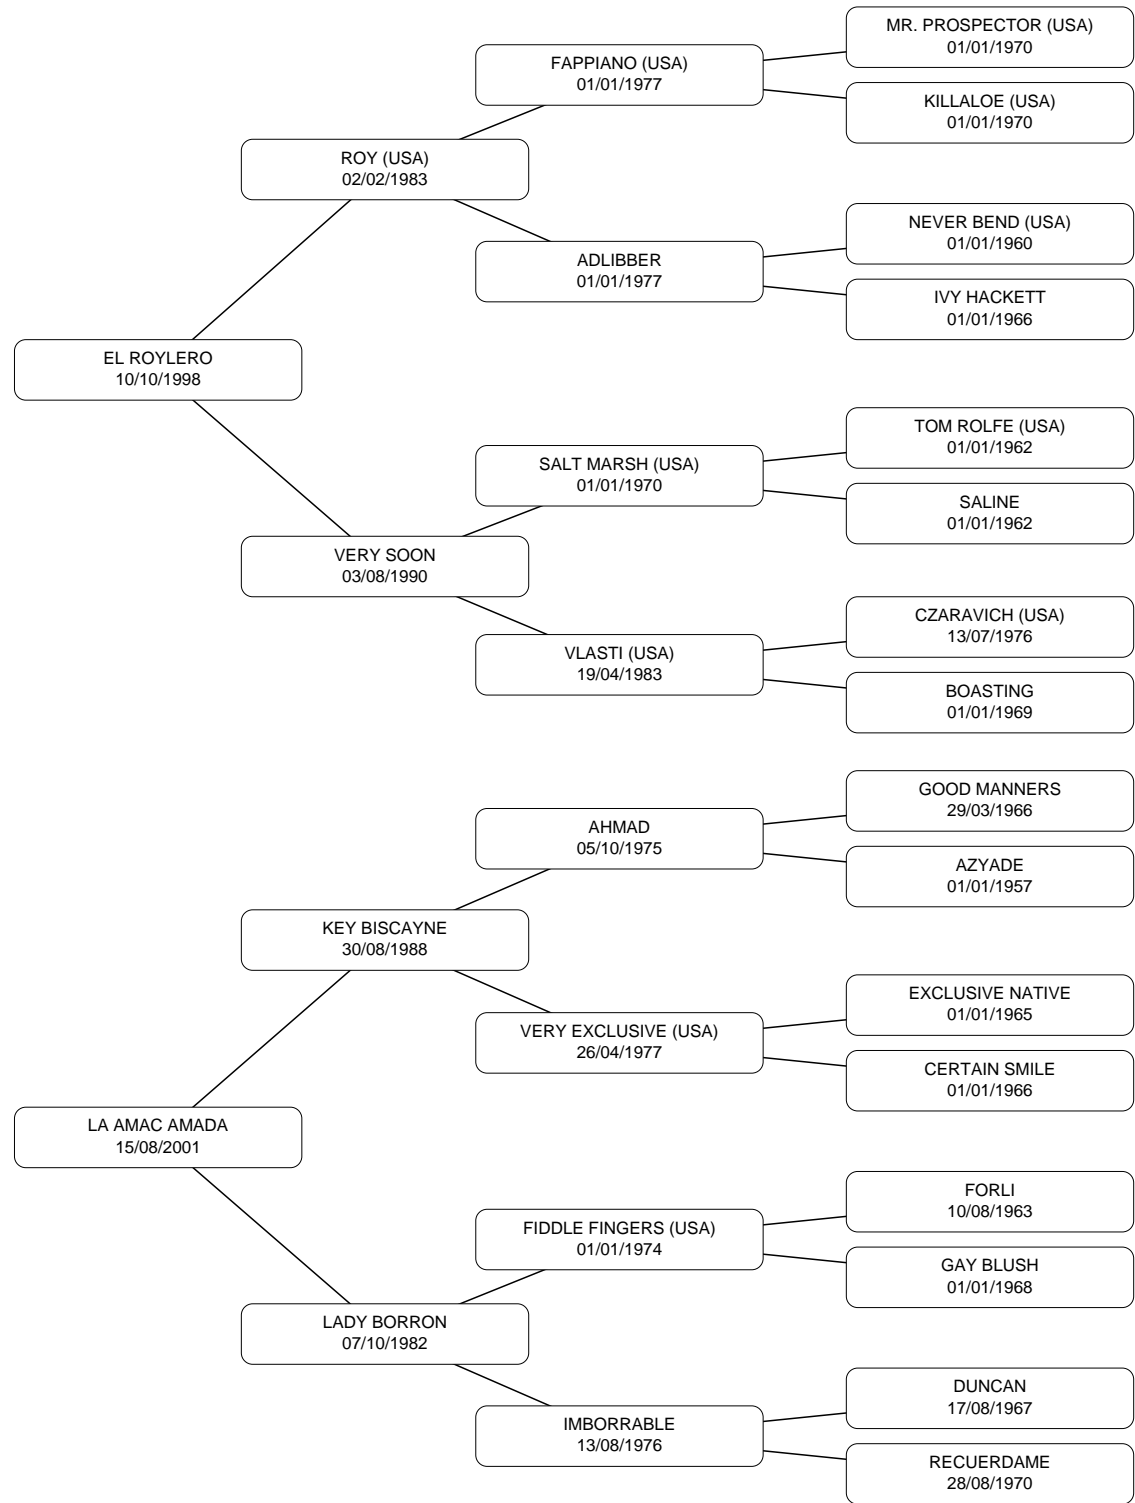 MR. PROSPECTOR (USA)
01/01/1970
FAPPIANO (USA)
01/01/1977
KILLALOE (USA)
01/01/1970
ROY (USA)
02/02/1983
NEVER BEND (USA)
01/01/1960
ADLIBBER
01/01/1977
IVY HACKETT
01/01/1966
EL ROYLERO
10/10/1998
TOM ROLFE (USA)
01/01/1962
SALT MARSH (USA)
01/01/1970
SALINE
01/01/1962
VERY SOON
03/08/1990
CZARAVICH (USA)
13/07/1976
VLASTI (USA)
19/04/1983
BOASTING
01/01/1969
GOOD MANNERS
29/03/1966
AHMAD
05/10/1975
AZYADE
01/01/1957
KEY BISCAYNE
30/08/1988
EXCLUSIVE NATIVE
01/01/1965
VERY EXCLUSIVE (USA)
26/04/1977
CERTAIN SMILE
01/01/1966
LA AMAC AMADA
15/08/2001
FORLI
10/08/1963
FIDDLE FINGERS (USA)
01/01/1974
GAY BLUSH
01/01/1968
LADY BORRON
07/10/1982
DUNCAN
17/08/1967
IMBORRABLE
13/08/1976
RECUERDAME
28/08/1970